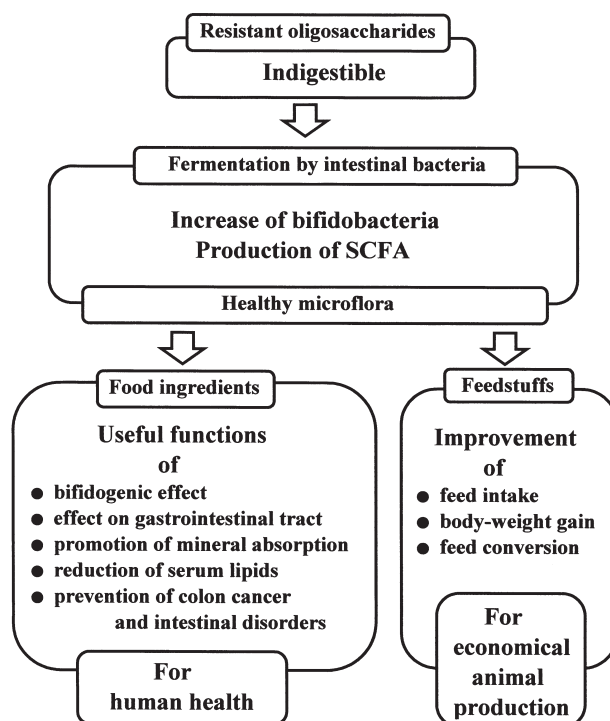 Resistant oligosaccharides
Indigestible
Fermentation by intestinal bacteria
Increase of bifidobacteria
Production of SCFA
Healthy microflora
Food ingredients
Useful functions
of
● bifidogenic effect
● effect on gastrointestinal tract
● promotion of mineral absorption
● reduction of serum lipids
● prevention of colon cancer
and intestinal disorders
For
human health
Feedstuffs
Improvement
of
● feed intake
● body-weight gain
● feed conversion
For
economical
animal
production